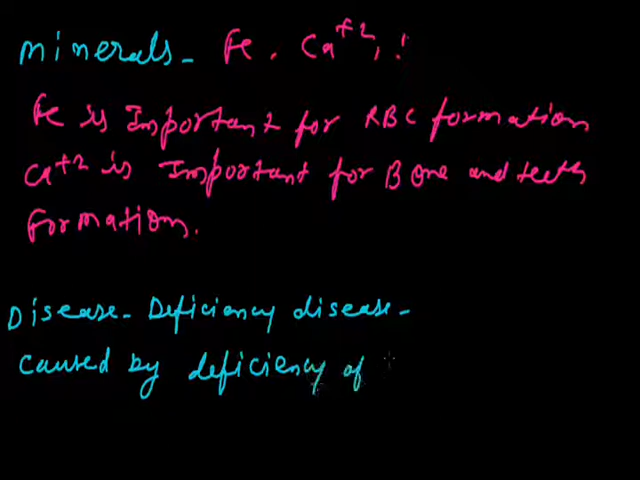 minerals - Fe. Ca+2, !
Fe is Important for RBC formation
Ca+2 is Important for Bone and teeth
Formation.
Disease - Deficiency disease -
caused by deficiency of